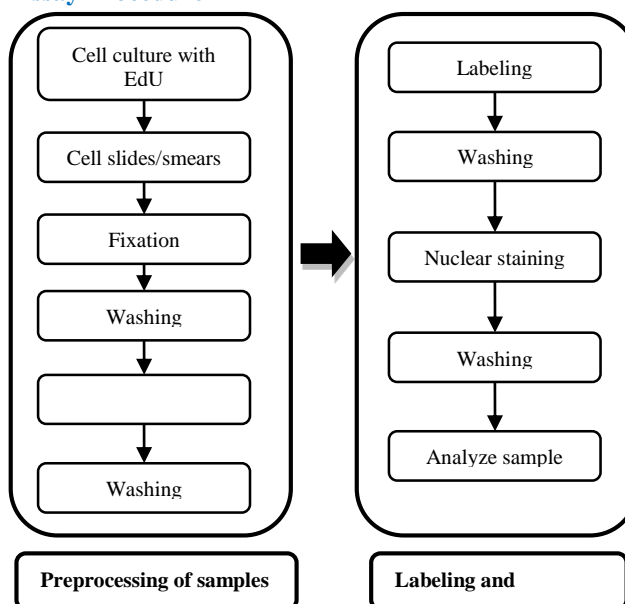 Cell culture with
EdU
Cell slides/smears
Fixation
Washing
Washing
Preprocessing of samples
Labeling
Washing
Nuclear staining
Washing
Analyze sample
Labeling and